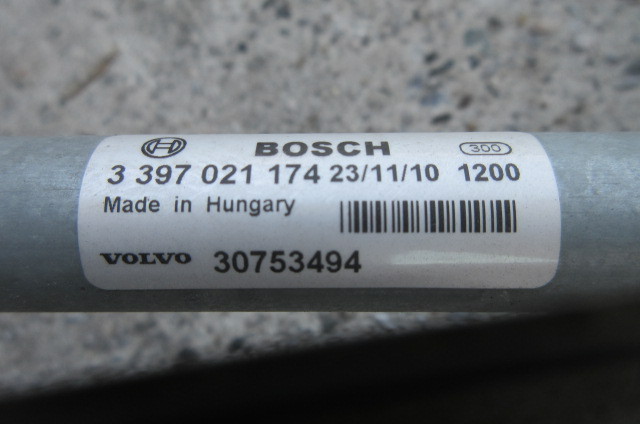 BOSCH 300
3 397 021 174 23/11/10 1200
Made in Hungary
VOLVO 30753494